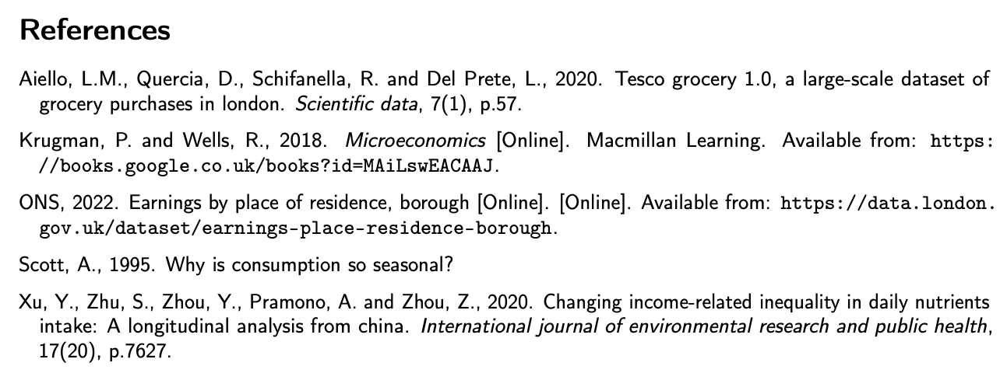 References
Aiello, L.M., Quercia, D., Schifanella, R. and Del Prete, L., 2020. Tesco grocery 1.0, a large-scale dataset of
grocery purchases in london. Scientific data, 7(1), p.57.
Krugman, P. and Wells, R., 2018. Microeconomics [Online]. Macmillan Learning. Available from: https:
//books.google.co.uk/books?id=MAiLswEACAAJ.
ONS, 2022. Earnings by place of residence, borough [Online]. [Online]. Available from: https://data.london.
gov.uk/dataset/earnings-place-residence-borough.
Scott, A., 1995. Why is consumption so seasonal?
Xu, Y., Zhu, S., Zhou, Y., Pramono, A. and Zhou, Z., 2020. Changing income-related inequality in daily nutrients
intake: A longitudinal analysis from china. International journal of environmental research and public health,
17(20), p.7627.